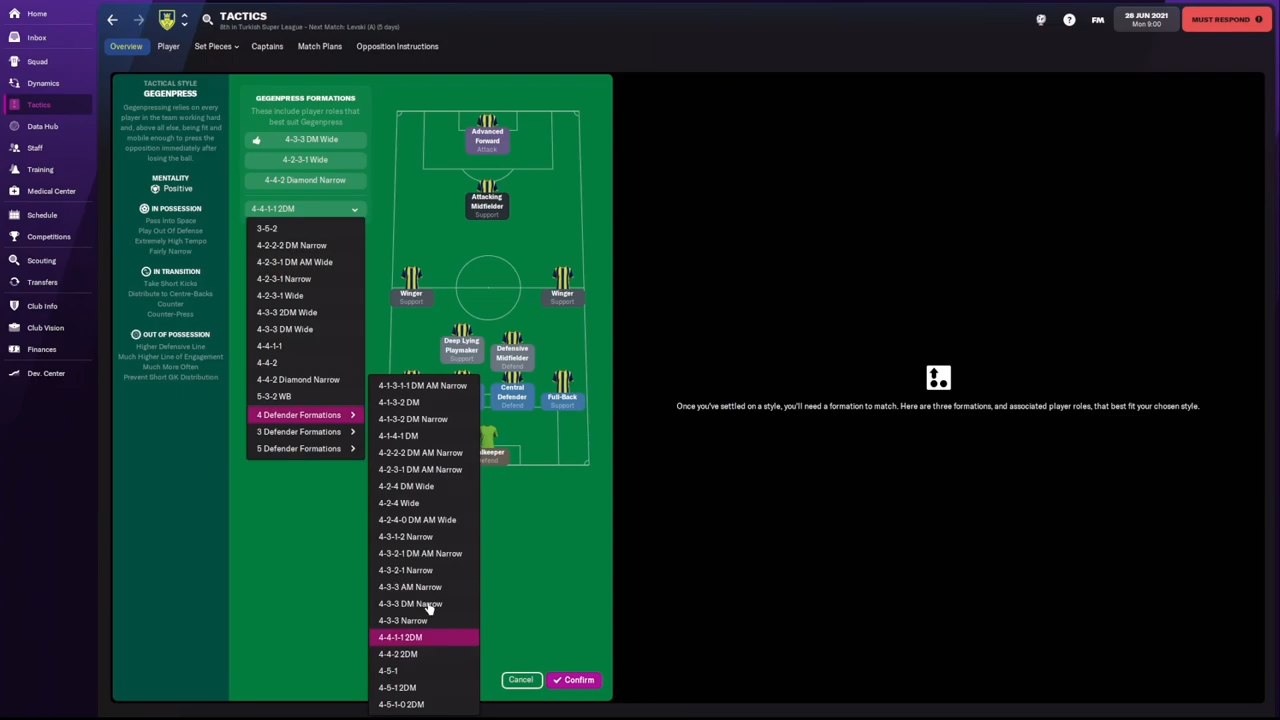 Home
Inbox
Squad
Dynamics
Tactics
Data Hub
Staff
Training
Medical Center
Schedule
Competitions
Scouting
Transfers
Club Info
Club Vision
Finances
Dev. Center
TACTICS
8th in Turkish Super League - Next Match: Levski (A) (5 days)
FM
28 JUN 2021
Mon 9:00
MUST RESPOND
Overview
Player
Set Pieces
Captains
Match Plans
Opposition Instructions
TACTICAL STYLE
GEGENPRESS
Gegenpressing relies on every
player in the team working hard
and, above all else, being fit and
mobile enough to press the
opposition immediately after
losing the ball.
MENTALITY
Positive
IN POSSESSION
Pass Into Space
Play Out Of Defense
Extremely High Tempo
Fairly Narrow
IN TRANSITION
Take Short Kicks
Distribute to Centre-Backs
Counter
Counter-Press
OUT OF POSSESSION
Higher Defensive Line
Much Higher Line of Engagement
Much More Often
Prevent Short GK Distribution
GEGENPRESS FORMATIONS
These include player roles that
best suit Gegenpress
4-3-3 DM Wide
4-2-3-1 Wide
4-4-2 Diamond Narrow
4-4-1-1 2DM
3-5-2
4-2-2-2 DM Narrow
4-2-3-1 DM AM Wide
4-2-3-1 Narrow
4-2-3-1 Wide
4-3-3 2DM Wide
4-3-3 DM Wide
4-4-1-1
4-4-2
4-4-2 Diamond Narrow
5-3-2 WB
4 Defender Formations
3 Defender Formations
5 Defender Formations
4-1-3-1-1 DM AM Narrow
4-1-3-2 DM
4-1-3-2 DM Narrow
4-1-4-1 DM
4-2-2-2 DM AM Narrow
4-2-3-1 DM AM Narrow
4-2-4 DM Wide
4-2-4 Wide
4-2-4-0 DM AM Wide
4-3-1-2 Narrow
4-3-2-1 DM AM Narrow
4-3-2-1 Narrow
4-3-3 AM Narrow
4-3-3 DM Narrow
4-3-3 Narrow
4-4-1-1 2DM
4-4-2 2DM
4-5-1
4-5-1 2DM
4-5-1-0 2DM
Advanced
Forward
Attack
Attacking
Midfielder
Support
Winger
Support
Winger
Support
Deep Lying
Playmaker
Support
Defensive
Midfielder
Defend
Central
Defender
Defend
Full-Back
Support
Cancel
Confirm
Once you've settled on a style, you'll need a formation to match. Here are three formations, and associated player roles, that best fit your chosen style.